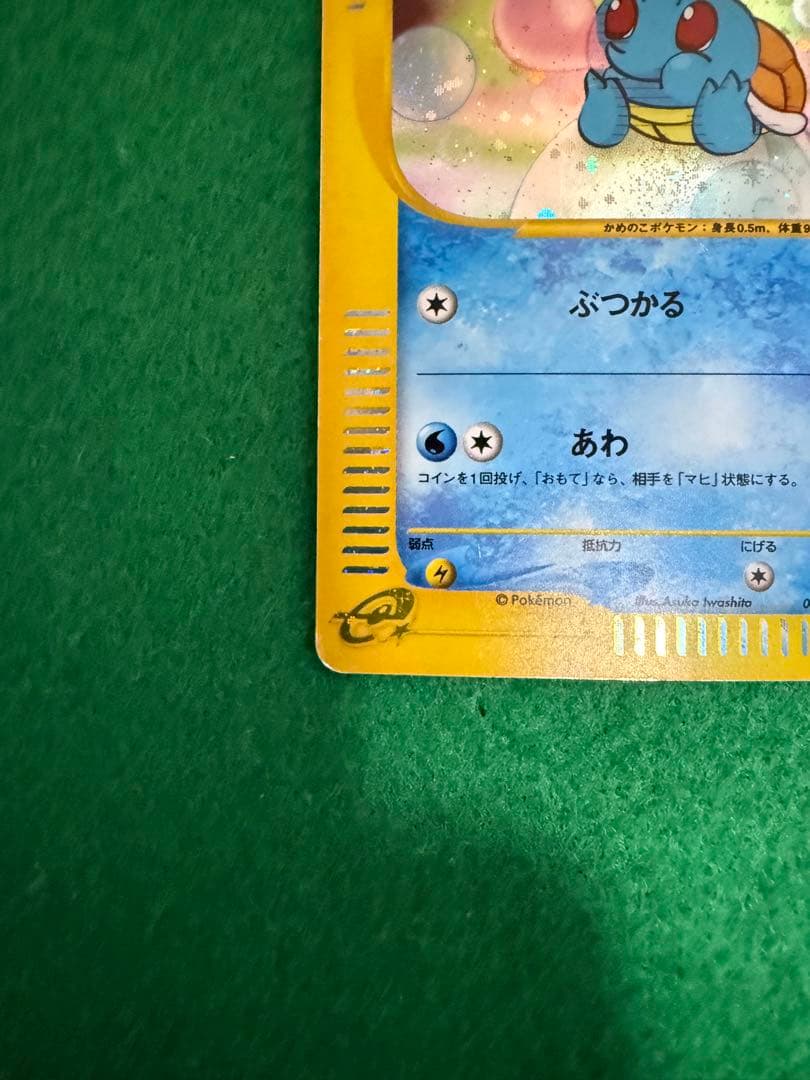 かめのこポケモン：身長0.5m、体重9
ぶつかる
あわ
コインを1回投げ、「おもて」なら、相手を「マヒ」状態にする。
弱点 抵抗力 にげる
© Pokémon illus. Asuka Iwashita 0
e